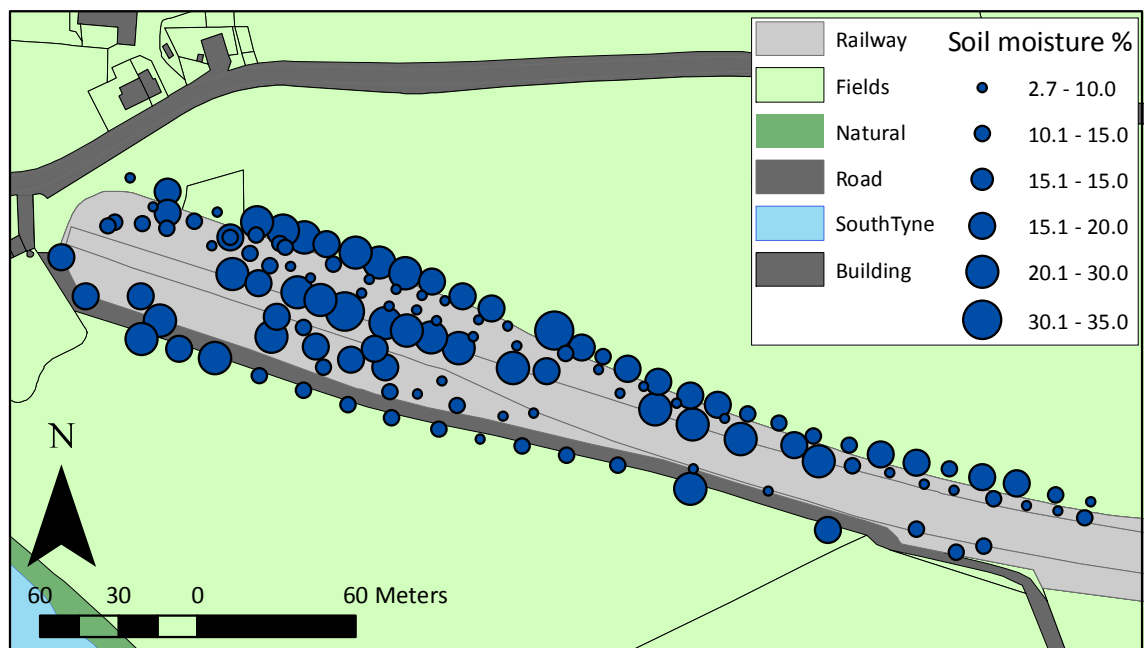 Railway
Soil moisture %
Fields
2.7 - 10.0
Natural
10.1 - 15.0
Road
15.1 - 15.0
SouthTyne
15.1 - 20.0
Building
20.1 - 30.0
30.1 - 35.0
N
60 30 0 60 Meters